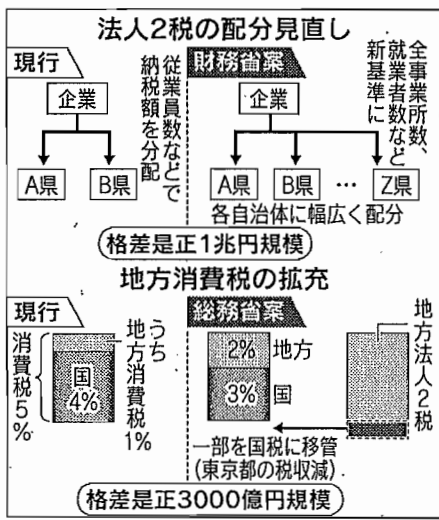 法人2税の配分見直し
現行
企業
A県
B県
従業員数などで
納税額を分配
財務省案
企業
A県
B県
…
Z県
全事業所数、
就業者数など
新基準に
各自治体に幅広く配分
格差是正1兆円規模
地方消費税の拡充
現行
消費税5%
国
4%
うち
地方消費税
1%
総務省案
2%
地方
3%
国
地方法人2税
一部を国税に移管
(東京都の税収減)
格差是正3000億円規模